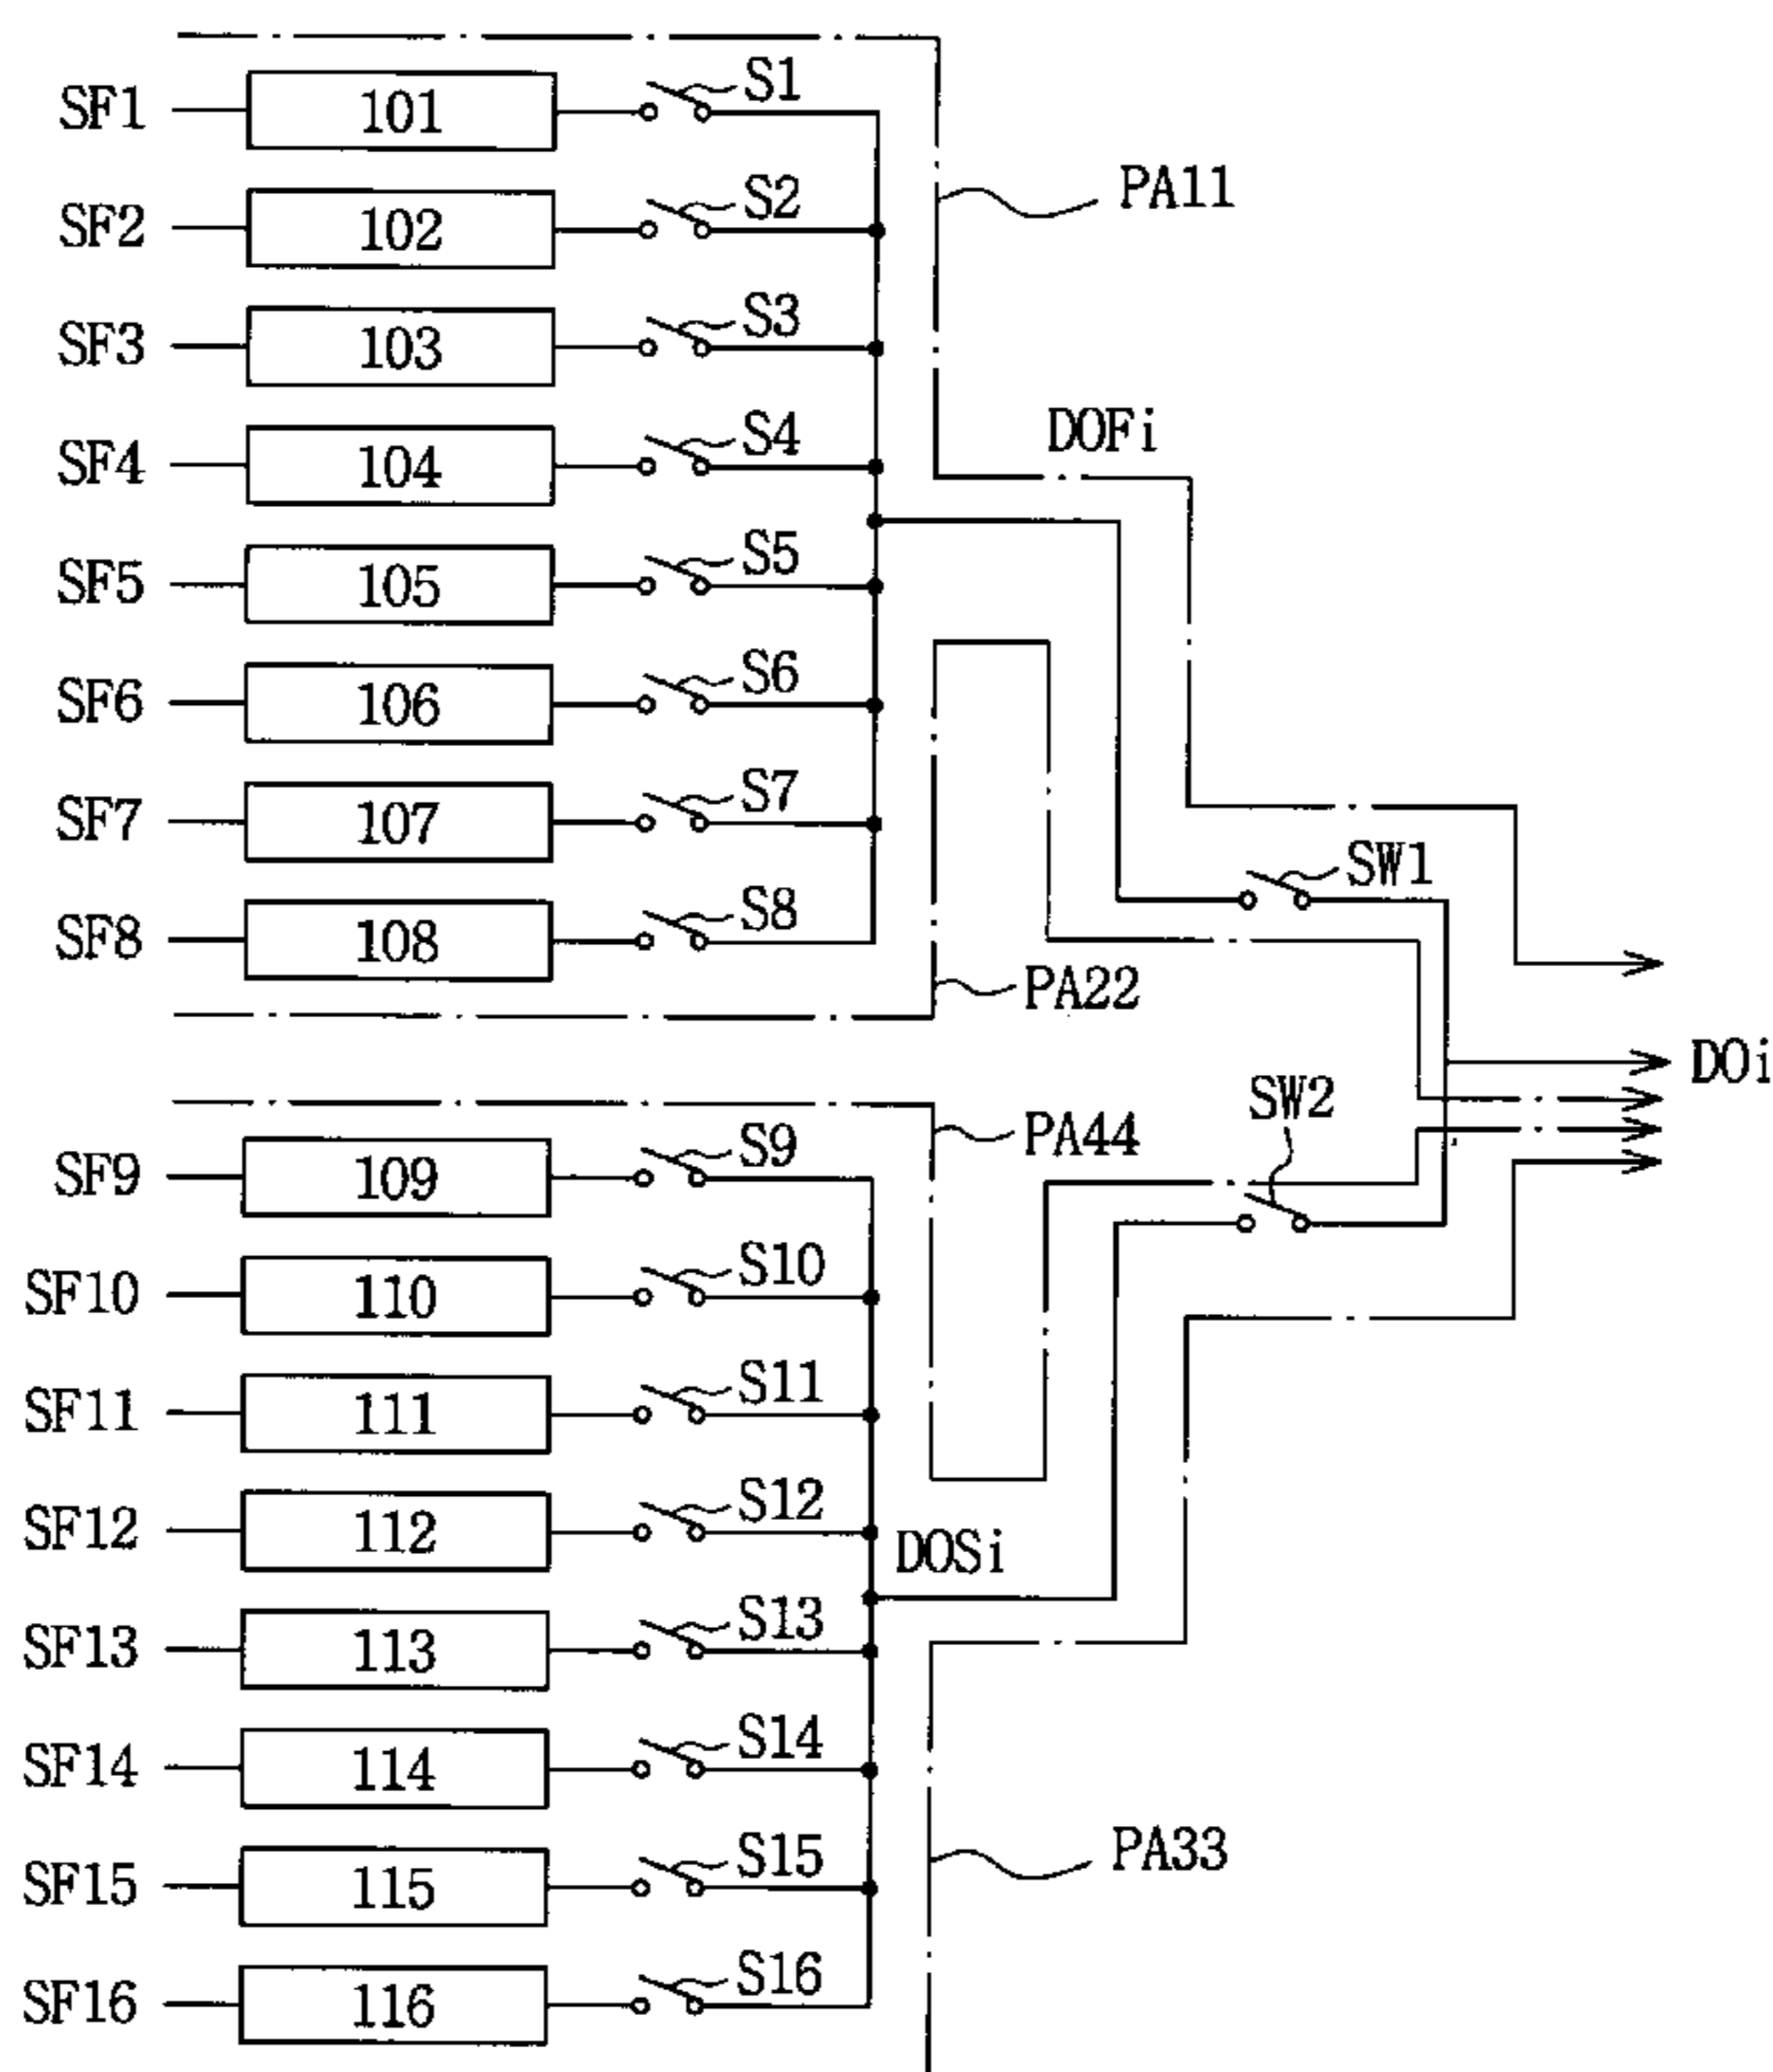 SF1 101 S1
PA11
SF2 102 S2
SF3 103 S3
DOFi
SF4 104 S4
SF5 105 S5
SF6 106 S6
SF7 107 S7
SW1
SF8 108 S8
PA22
DOi
SW2
PA44
SF9 109 S9
SF10 110 S10
SF11 111 S11
SF12 112 S12
DOSi
SF13 113 S13
SF14 114 S14
SF15 115 S15
PA33
SF16 116 S16